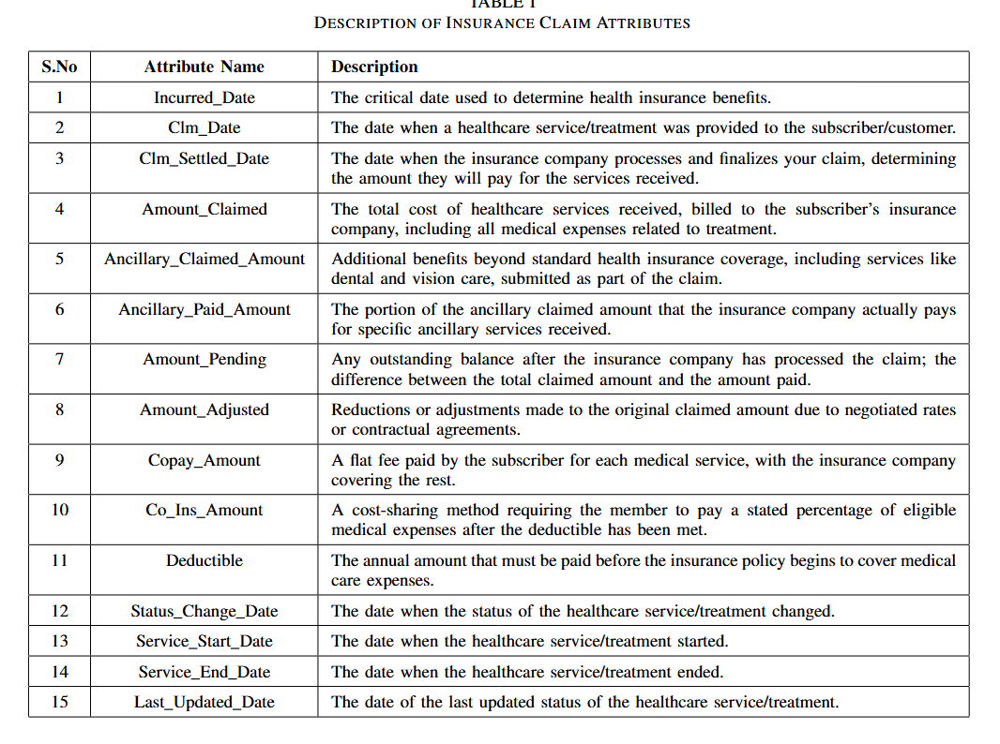 TABLE I
DESCRIPTION OF INSURANCE CLAIM ATTRIBUTES
S.No Attribute Name Description
1 Incurred_Date The critical date used to determine health insurance benefits.
2 Clm_Date The date when a healthcare service/treatment was provided to the subscriber/customer.
3 Clm_Settled_Date The date when the insurance company processes and finalizes your claim, determining
the amount they will pay for the services received.
4 Amount_Claimed The total cost of healthcare services received, billed to the subscriber's insurance
company, including all medical expenses related to treatment.
5 Ancillary_Claimed_Amount Additional benefits beyond standard health insurance coverage, including services like
dental and vision care, submitted as part of the claim.
6 Ancillary_Paid_Amount The portion of the ancillary claimed amount that the insurance company actually pays
for specific ancillary services received.
7 Amount_Pending Any outstanding balance after the insurance company has processed the claim; the
difference between the total claimed amount and the amount paid.
8 Amount_Adjusted Reductions or adjustments made to the original claimed amount due to negotiated rates
or contractual agreements.
9 Copay_Amount A flat fee paid by the subscriber for each medical service, with the insurance company
covering the rest.
10 Co_Ins_Amount A cost-sharing method requiring the member to pay a stated percentage of eligible
medical expenses after the deductible has been met.
11 Deductible The annual amount that must be paid before the insurance policy begins to cover medical
care expenses.
12 Status_Change_Date The date when the status of the healthcare service/treatment changed.
13 Service_Start_Date The date when the healthcare service/treatment started.
14 Service_End_Date The date when the healthcare service/treatment ended.
15 Last_Updated_Date The date of the last updated status of the healthcare service/treatment.